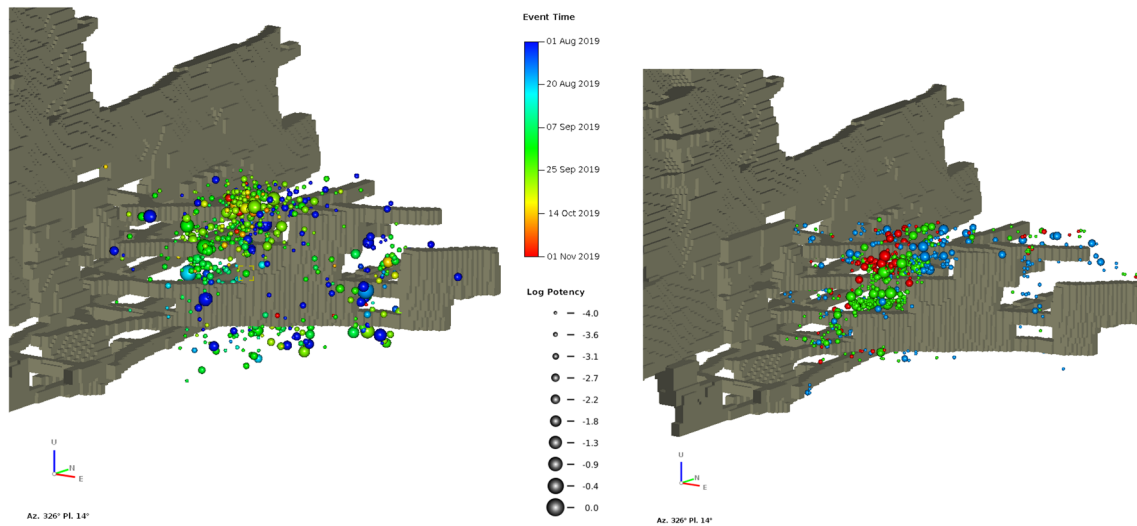 Event Time
01 Aug 2019
20 Aug 2019
07 Sep 2019
25 Sep 2019
14 Oct 2019
01 Nov 2019
Log Potency
-4.0
-3.6
-3.1
-2.7
-2.2
-1.8
-1.3
-0.9
-0.4
0.0
U
N
E
Az. 326° Pl. 14°
U
N
E
Az. 326° Pl. 14°